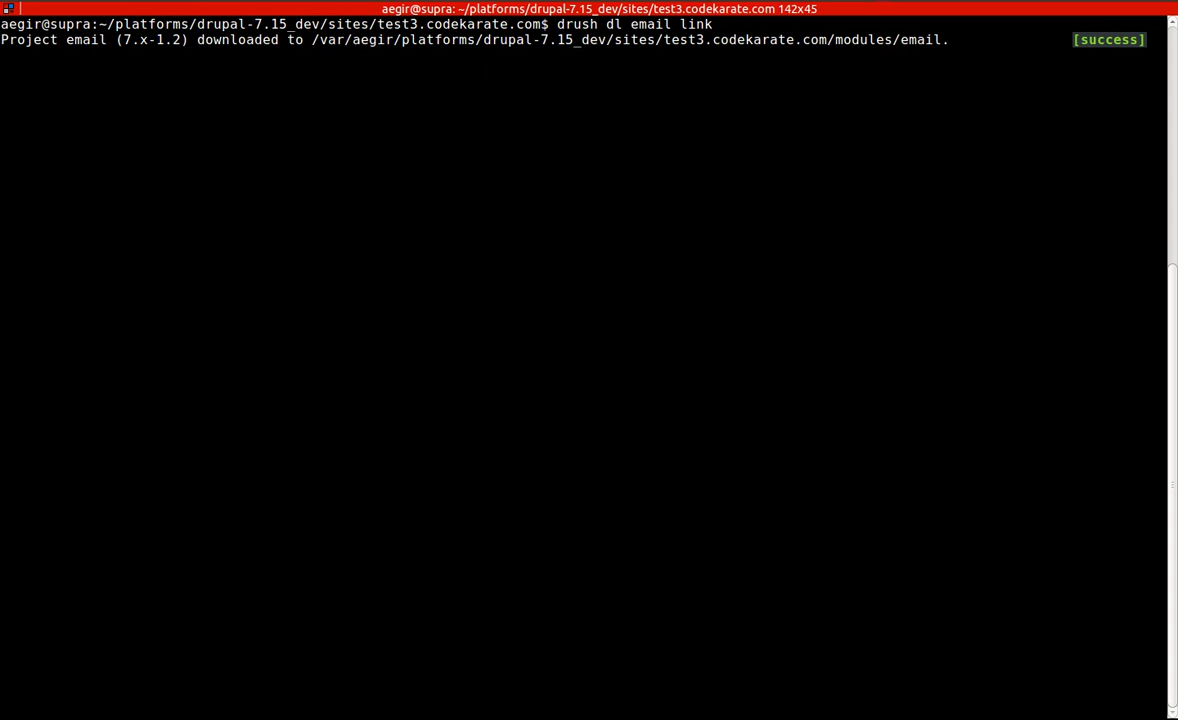 aegir@supra: ~/platforms/drupal-7.15_dev/sites/test3.codekarate.com 142x45
aegir@supra:~/platforms/drupal-7.15_dev/sites/test3.codekarate.com$ drush dl email link
Project email (7.x-1.2) downloaded to /var/aegir/platforms/drupal-7.15_dev/sites/test3.codekarate.com/modules/email. [success]